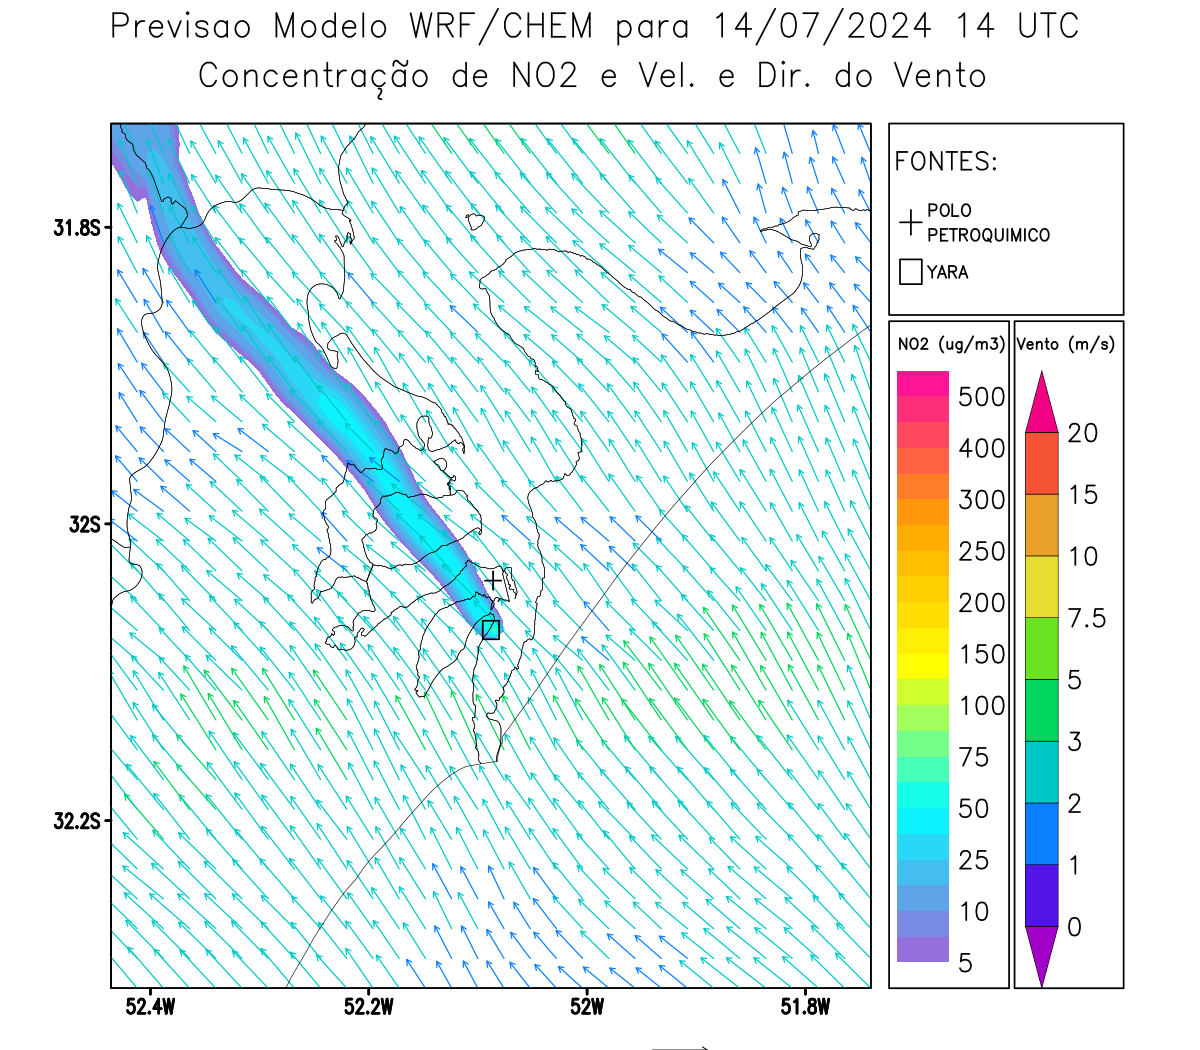 Previsao Modelo WRF/CHEM para 14/07/2024 14 UTC
Concentração de NO2 e Vel. e Dir. do Vento
FONTES:
POLO
PETROQUIMICO
YARA
NO2 (ug/m3)
500
400
300
250
200
150
100
75
50
25
10
5
Vento (m/s)
20
15
10
7.5
5
3
2
1
0
31.8S
32S
32.2S
52.4W
52.2W
52W
51.8W